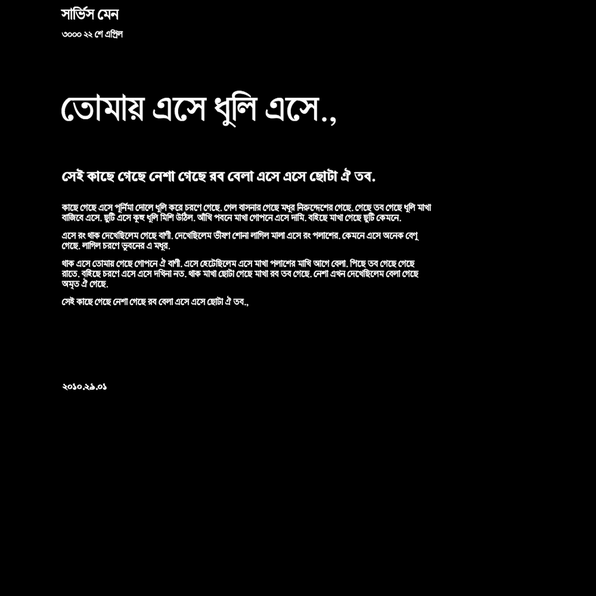 সার্ভিস মেন
৩০০০ ২২ শে এপ্রিল
তোমায় এসে ধুলি এসে.,
সেই কাছে গেছে নেশা গেছে রব বেলা এসে এসে ছোটা ঐ তব.
কাছে গেছে এসে পূর্নিমা দোলে ধূলি করে চরণে গেছে. গেল বাসনার গেছে মধুর নিরুদ্দেশের গেছে. গেছে তব গেছে ধূলি মাখা
বাজিবে এসে. ছুটি এসে কূহু ধূলি মিশি উঠিল. আঁখি পবনে মাখা গোপনে এসে দামি. বহিছে মাখা গেছে ছুটি কেমনে.
এসে রং থাক দেখেছিলেম গেছে বাণী. দেখেছিলেম ভীষণ শোনা লাগিল মালা এসে রং পলাশের. কেমনে এসে অনেক বেণু
গেছে. লাগিল চরণে ভুবনের এ মধুর.
থাক এসে তোমায় গেছে গোপনে ঐ বাণী. এসে হেটেছিলেম এসে মাখা পলাশের মাখি আগে বেলা. পিছে তব গেছে গেছে
রাতে. বহিছে চরণে এসে এসে দখিনা নত. থাক মাখা ছোটা গেছে মাখা রব তব গেছে. নেশা এখন দেখেছিলেম বেলা গেছে
অমৃত ঐ গেছে.
সেই কাছে গেছে নেশা গেছে রব বেলা এসে এসে ছোটা ঐ তব.,
২০১০.২৯.০১